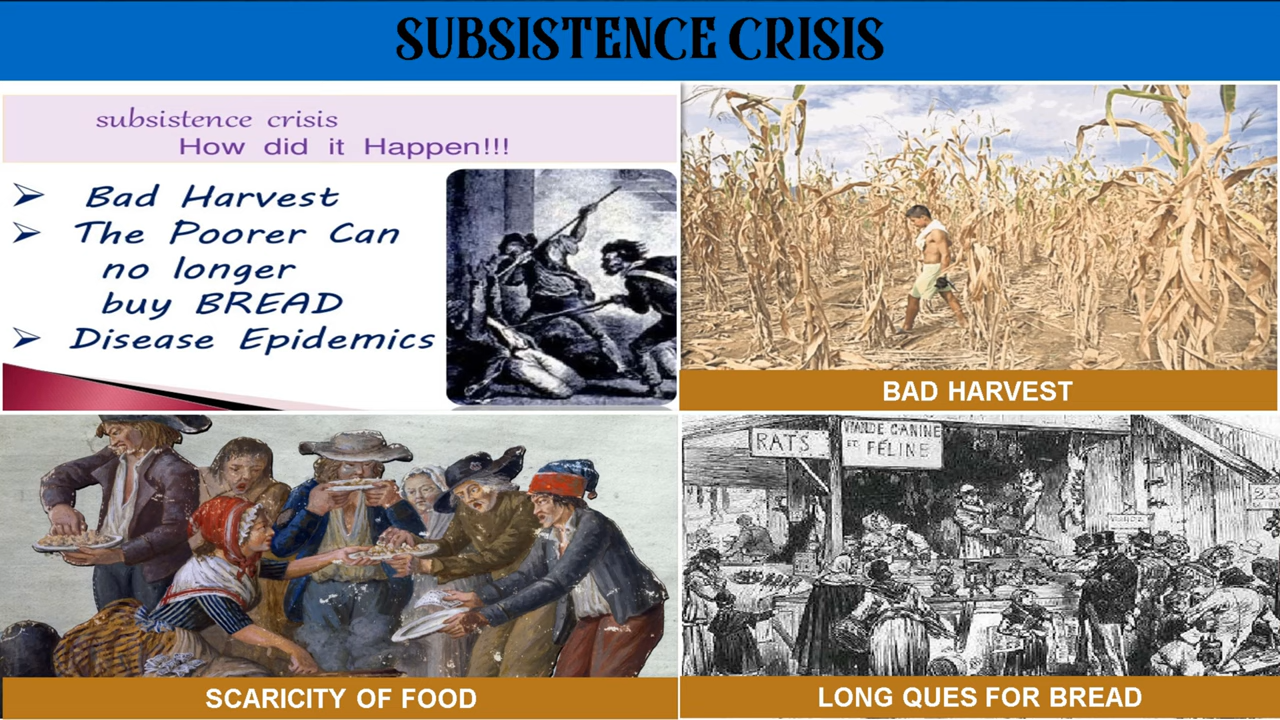 SUBSISTENCE CRISIS
subsistence crisis
How did it Happen!!!
Bad Harvest
The Poorer Can
no longer
buy BREAD
Disease Epidemics
BAD HARVEST
SCARICITY OF FOOD
RATS
VIANDE CANINE
ET FÉLINE
LONG QUES FOR BREAD